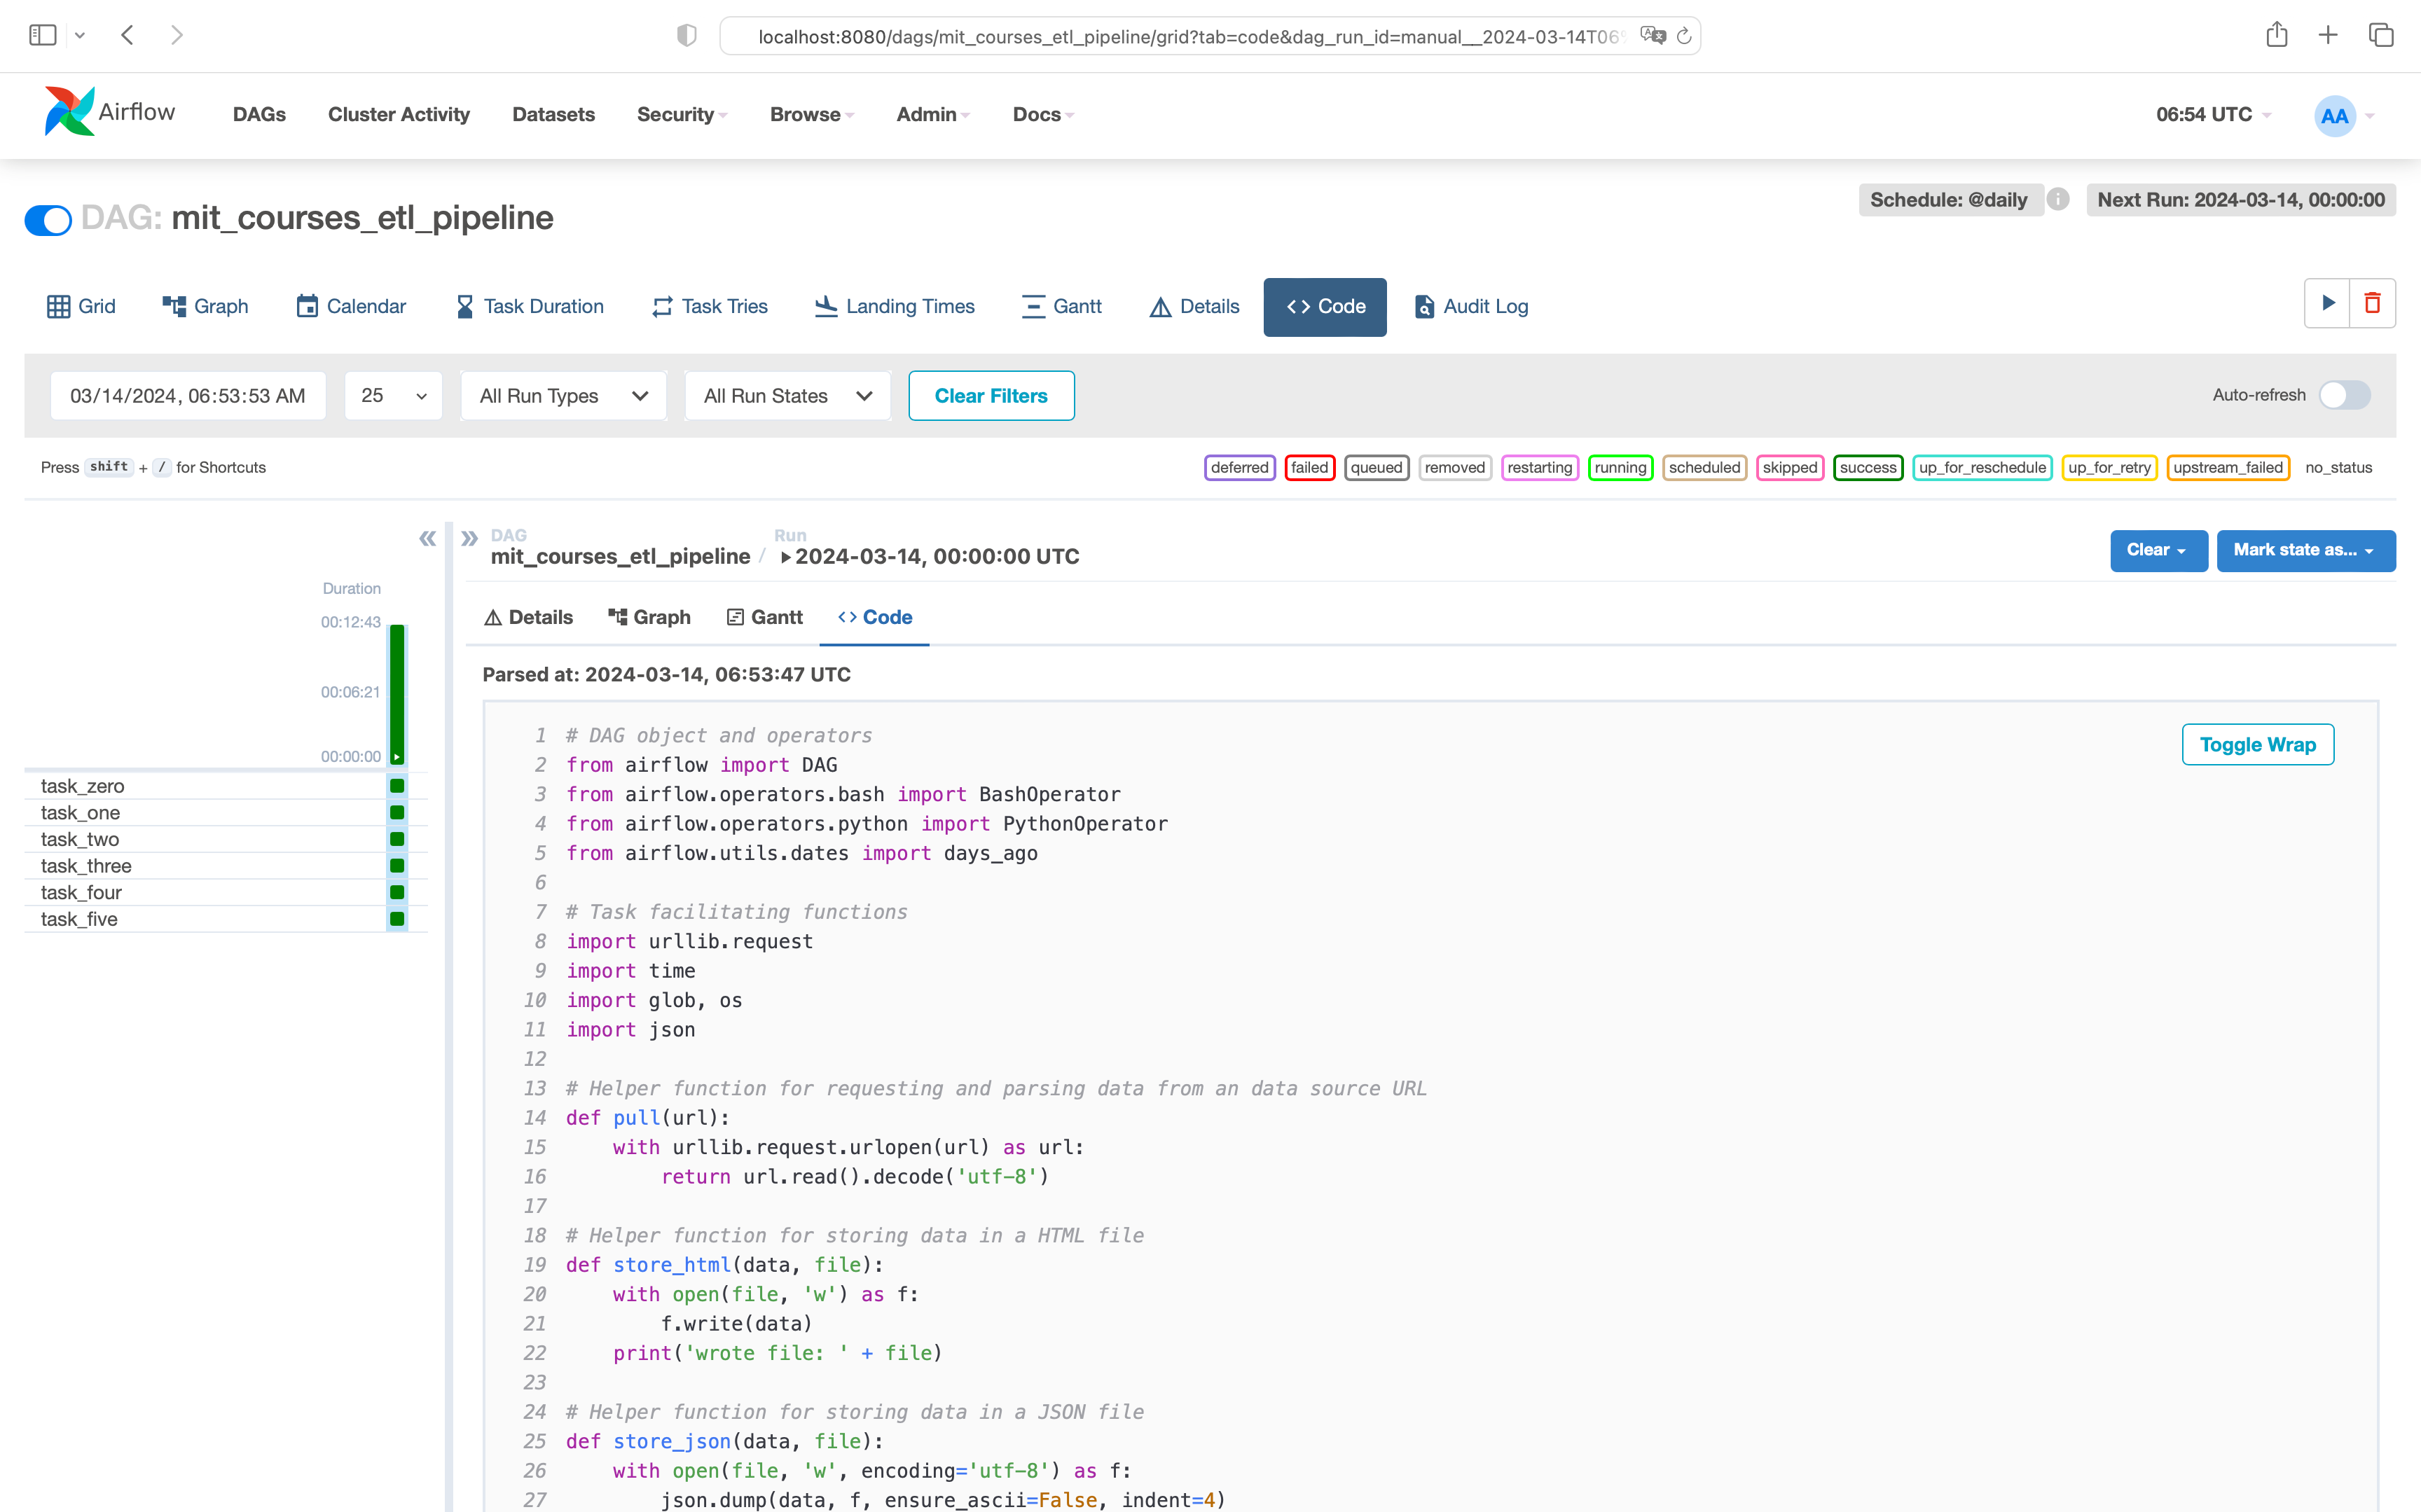 localhost:8080/dags/mit_courses_etl_pipeline/grid?tab=code&dag_run_id=manual__2024-03-14T06
Airflow DAGs Cluster Activity Datasets Security Browse Admin Docs 06:54 UTC AA
Schedule: @daily i Next Run: 2024-03-14, 00:00:00
DAG: mit_courses_etl_pipeline
Grid Graph Calendar Task Duration Task Tries Landing Times Gantt Details <> Code Audit Log
03/14/2024, 06:53:53 AM 25 All Run Types All Run States Clear Filters Auto-refresh
Press shift + / for Shortcuts deferred failed queued removed restarting running scheduled skipped success up_for_reschedule up_for_retry upstream_failed no_status
DAG Run
mit_courses_etl_pipeline / 2024-03-14, 00:00:00 UTC Clear Mark state as...
Duration
00:12:43
00:06:21
00:00:00
task_zero
task_one
task_two
task_three
task_four
task_five
Details Graph Gantt <> Code
Parsed at: 2024-03-14, 06:53:47 UTC
Toggle Wrap
1 # DAG object and operators
2 from airflow import DAG
3 from airflow.operators.bash import BashOperator
4 from airflow.operators.python import PythonOperator
5 from airflow.utils.dates import days_ago
6
7 # Task facilitating functions
8 import urllib.request
9 import time
10 import glob, os
11 import json
12
13 # Helper function for requesting and parsing data from an data source URL
14 def pull(url):
15     with urllib.request.urlopen(url) as url:
16         return url.read().decode('utf-8')
17
18 # Helper function for storing data in a HTML file
19 def store_html(data, file):
20     with open(file, 'w') as f:
21         f.write(data)
22     print('wrote file: ' + file)
23
24 # Helper function for storing data in a JSON file
25 def store_json(data, file):
26     with open(file, 'w', encoding='utf-8') as f:
27         json.dump(data, f, ensure_ascii=False, indent=4)